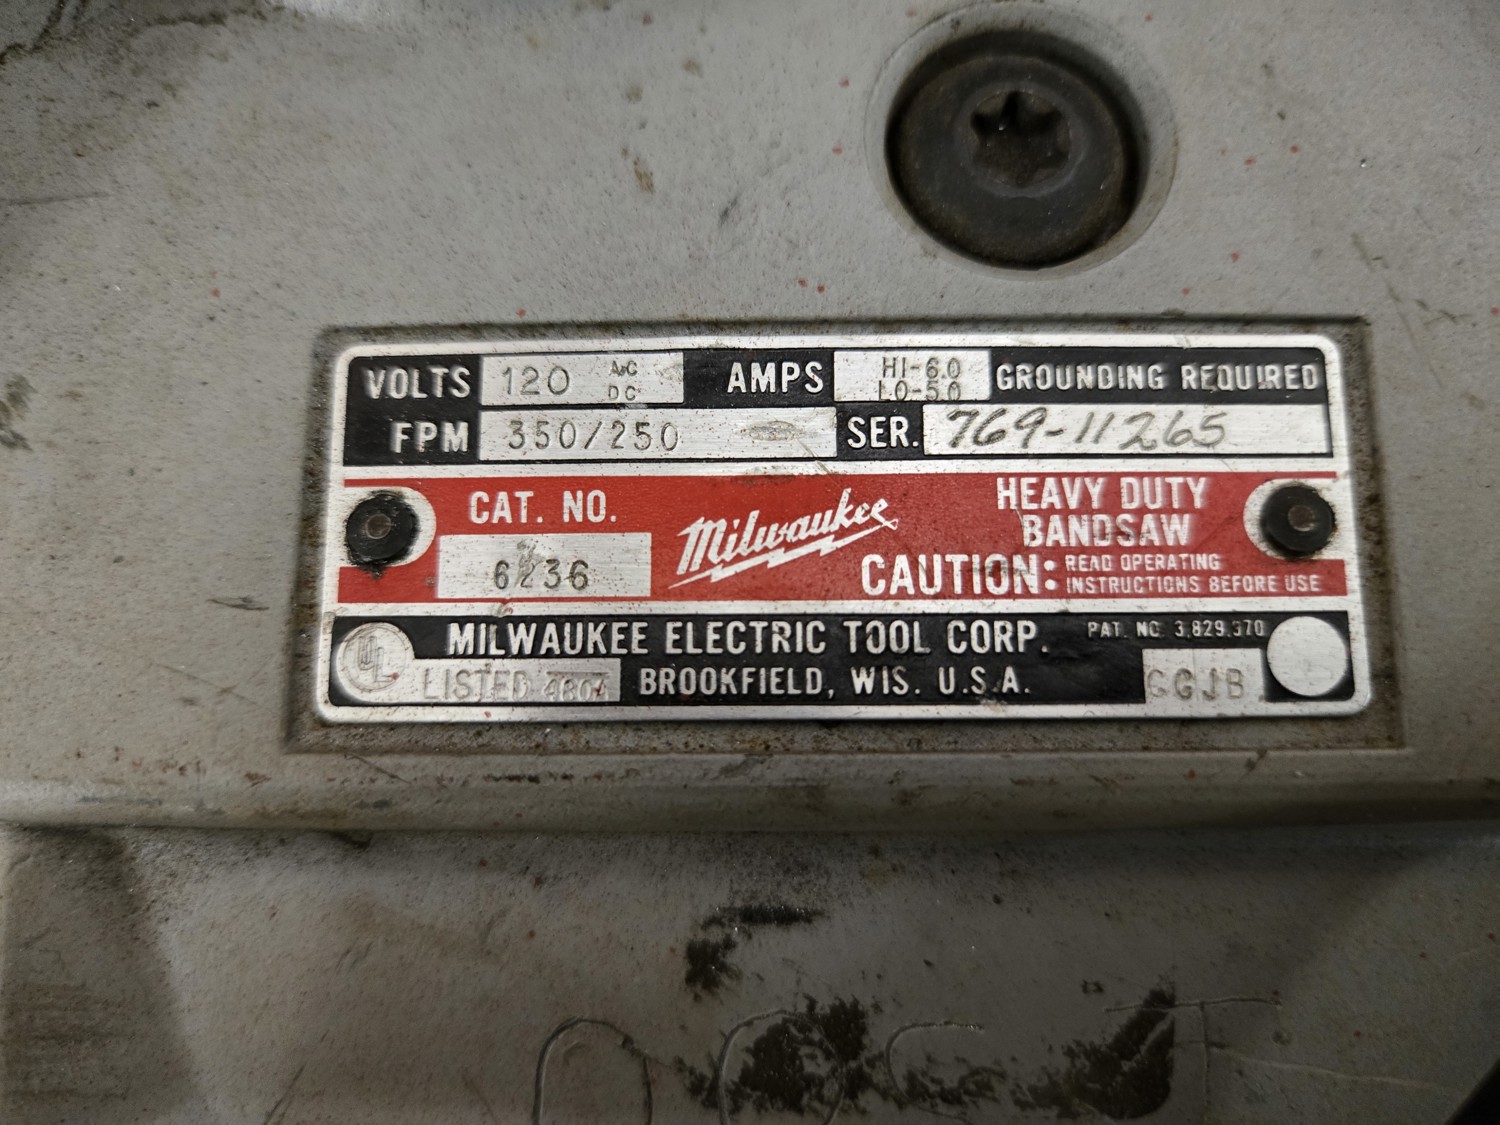 VOLTS 120 AC DC AMPS HI-6.0 LO-5.0 GROUNDING REQUIRED
FPM 350/250 SER. 769-11265
CAT. NO. 6236
Milwaukee
HEAVY DUTY
BANDSAW
CAUTION: READ OPERATING
INSTRUCTIONS BEFORE USE
MILWAUKEE ELECTRIC TOOL CORP. PAT. NO. 3,829,970
UL LISTED BROOKFIELD, WIS. U.S.A.